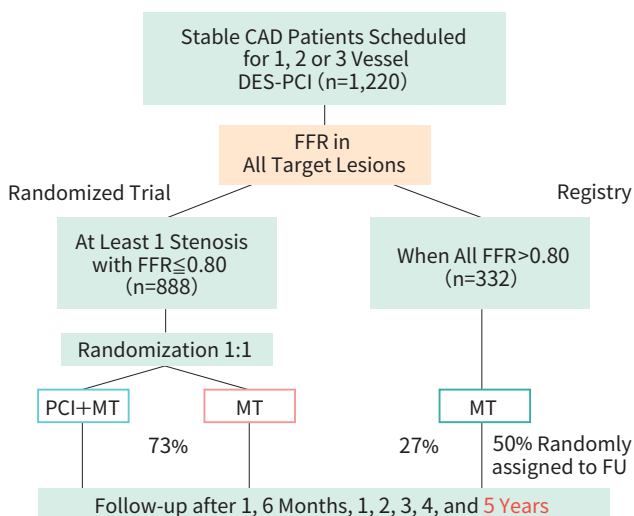 Stable CAD Patients Scheduled
for 1, 2 or 3 Vessel
DES-PCI (n=1,220)
FFR in
All Target Lesions
Randomized Trial
Registry
At Least 1 Stenosis
with FFR≦0.80
(n=888)
When All FFR>0.80
(n=332)
Randomization 1:1
PCI+MT
MT
MT
73%
27%
50% Randomly
assigned to FU
Follow-up after 1, 6 Months, 1, 2, 3, 4, and 5 Years